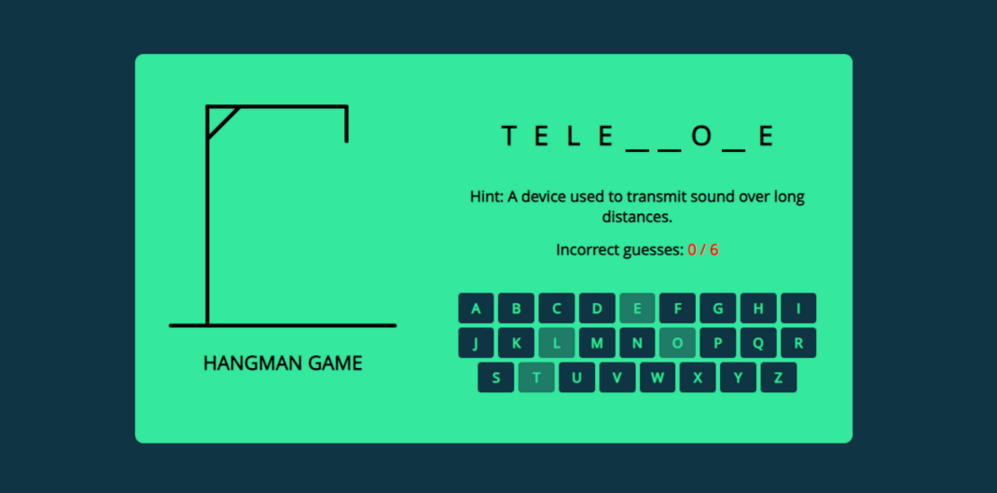 T E L E _ _ O _ E
Hint: A device used to transmit sound over long
distances.
Incorrect guesses: 0 / 6
A B C D E F G H I
J K L M N O P Q R
S T U V W X Y Z
HANGMAN GAME